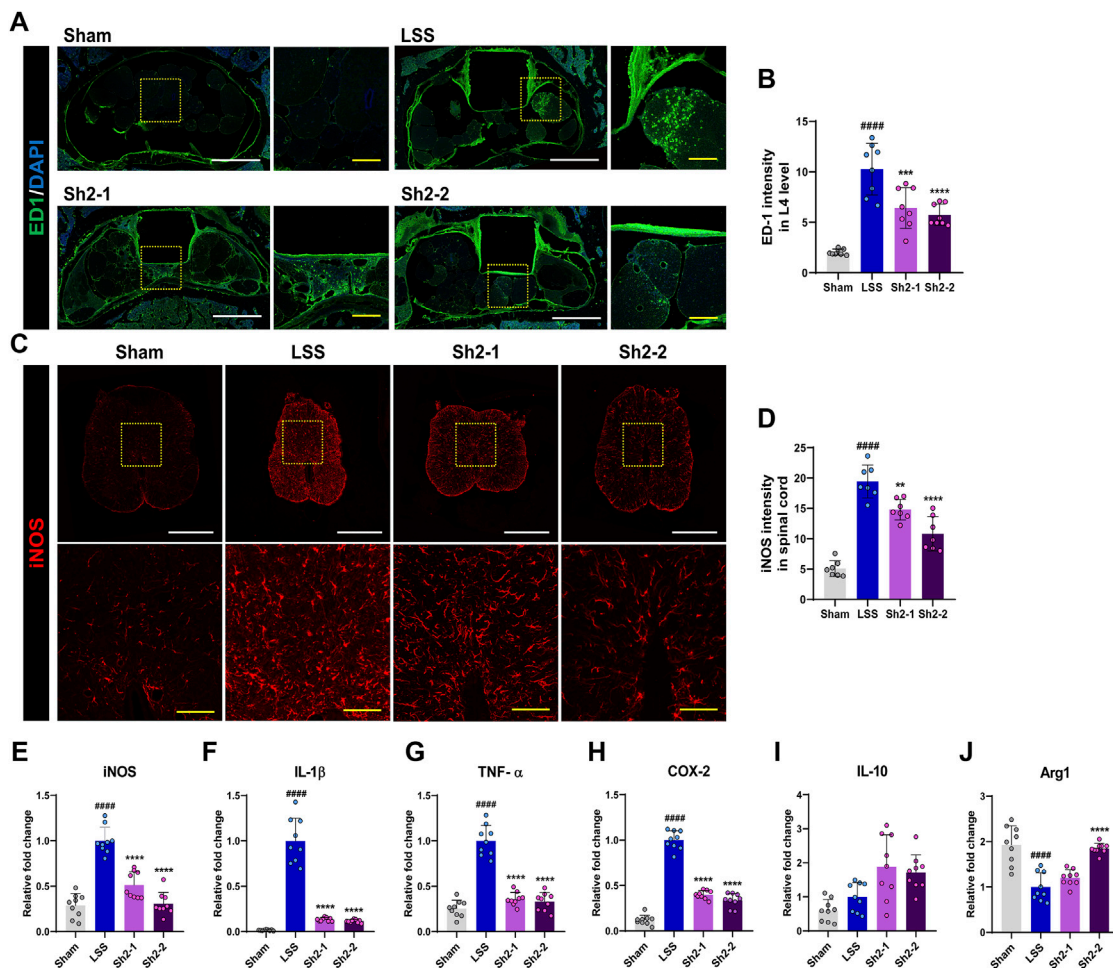 A
Sham
LSS
Sh2-1
Sh2-2
ED1/DAPI
B
ED-1 intensity
in L4 level
15
10
5
0
####
***
****
Sham
LSS
Sh2-1
Sh2-2
C
Sham
LSS
Sh2-1
Sh2-2
iNOS
D
iNOS intensity
in spinal cord
25
20
15
10
5
0
####
**
****
Sham
LSS
Sh2-1
Sh2-2
E
iNOS
Relative fold change
1.5
1.0
0.5
0.0
####
****
****
Sham
LSS
Sh2-1
Sh2-2
F
IL-1β
Relative fold change
1.5
1.0
0.5
0.0
####
****
****
Sham
LSS
Sh2-1
Sh2-2
G
TNF- α
Relative fold change
1.5
1.0
0.5
0.0
####
****
****
Sham
LSS
Sh2-1
Sh2-2
H
COX-2
Relative fold change
1.5
1.0
0.5
0.0
####
****
****
Sham
LSS
Sh2-1
Sh2-2
I
IL-10
Relative fold change
4
3
2
1
0
Sham
LSS
Sh2-1
Sh2-2
J
Arg1
Relative fold change
3
2
1
0
####
****
Sham
LSS
Sh2-1
Sh2-2